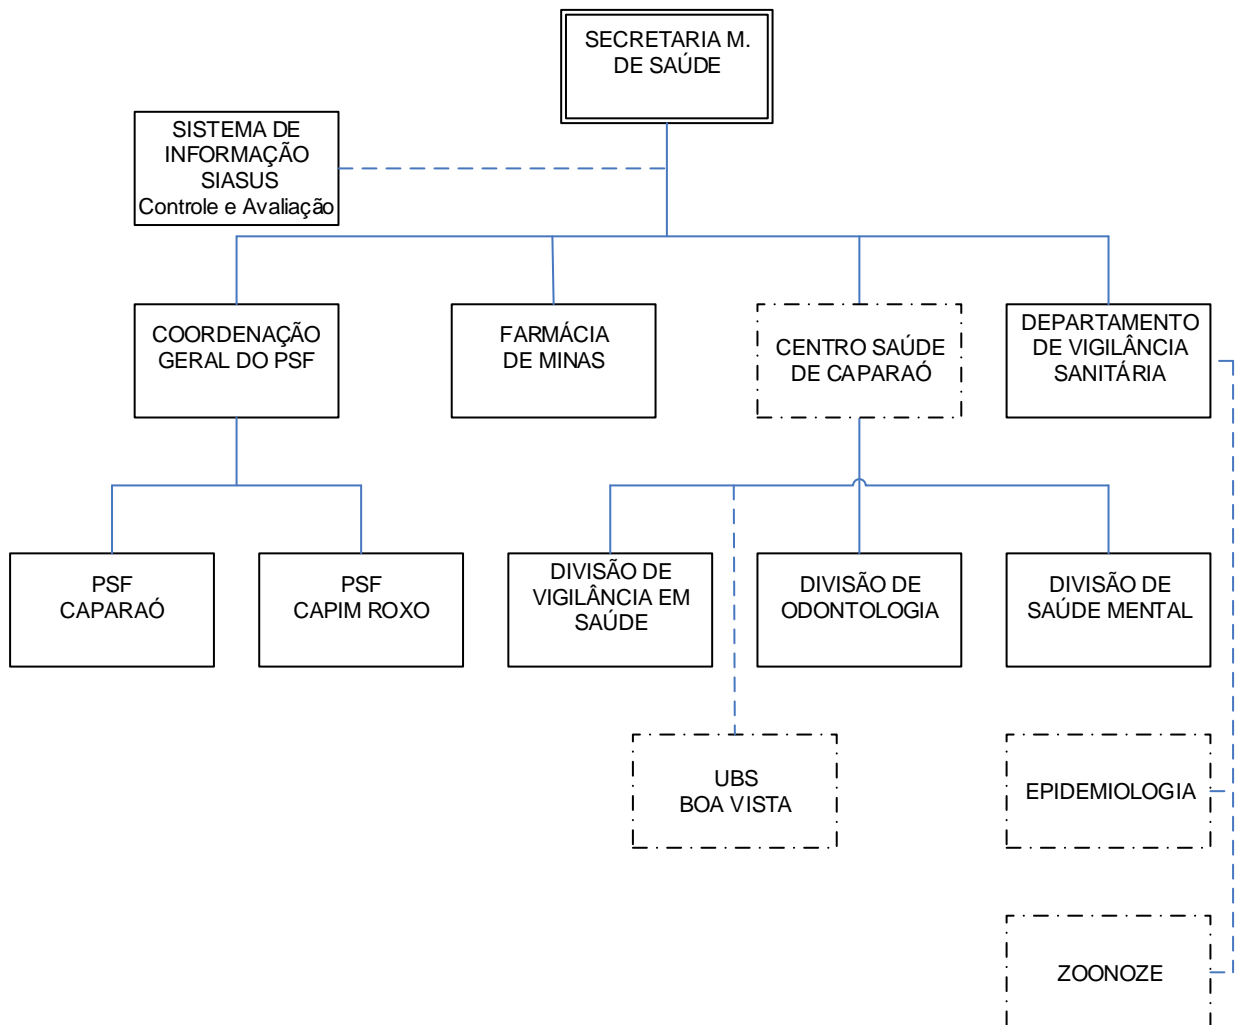 SECRETARIA M.
DE SAÚDE
SISTEMA DE
INFORMAÇÃO
SIASUS
Controle e Avaliação
COORDENAÇÃO
GERAL DO PSF
FARMÁCIA
DE MINAS
CENTRO SAÚDE
DE CAPARAÓ
DEPARTAMENTO
DE VIGILÂNCIA
SANITÁRIA
PSF
CAPARAÓ
PSF
CAPIM ROXO
DIVISÃO DE
VIGILÂNCIA EM
SAÚDE
DIVISÃO DE
ODONTOLOGIA
DIVISÃO DE
SAÚDE MENTAL
UBS
BOA VISTA
EPIDEMIOLOGIA
ZOONOZE